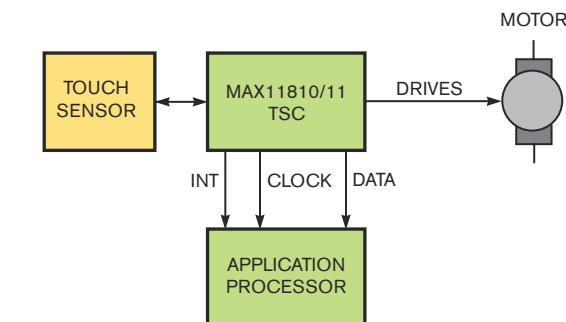 MOTOR
TOUCH
SENSOR
MAX11810/11
TSC
DRIVES
INT
CLOCK
DATA
APPLICATION
PROCESSOR